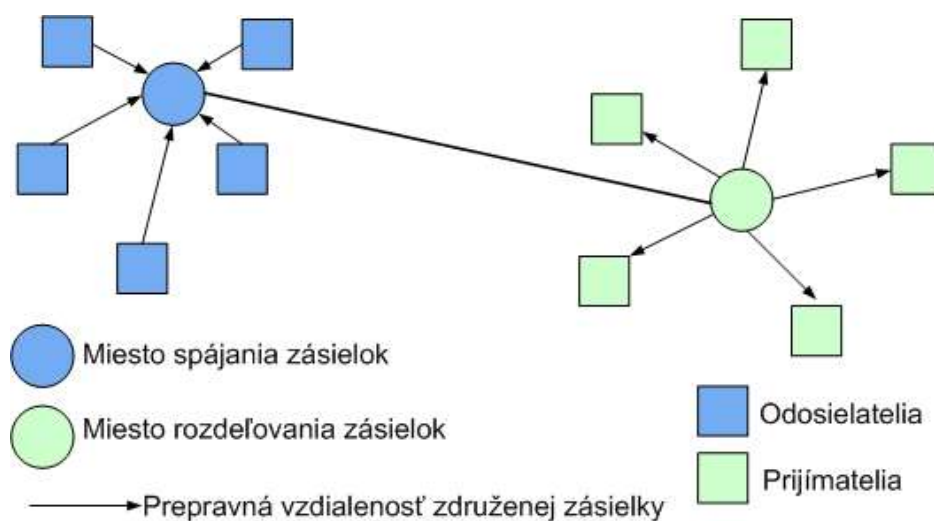 Miesto spájania zásielok
Miesto rozdeľovania zásielok
Prepravná vzdialenosť združenej zásielky
Odosielatelia
Prijímatelia